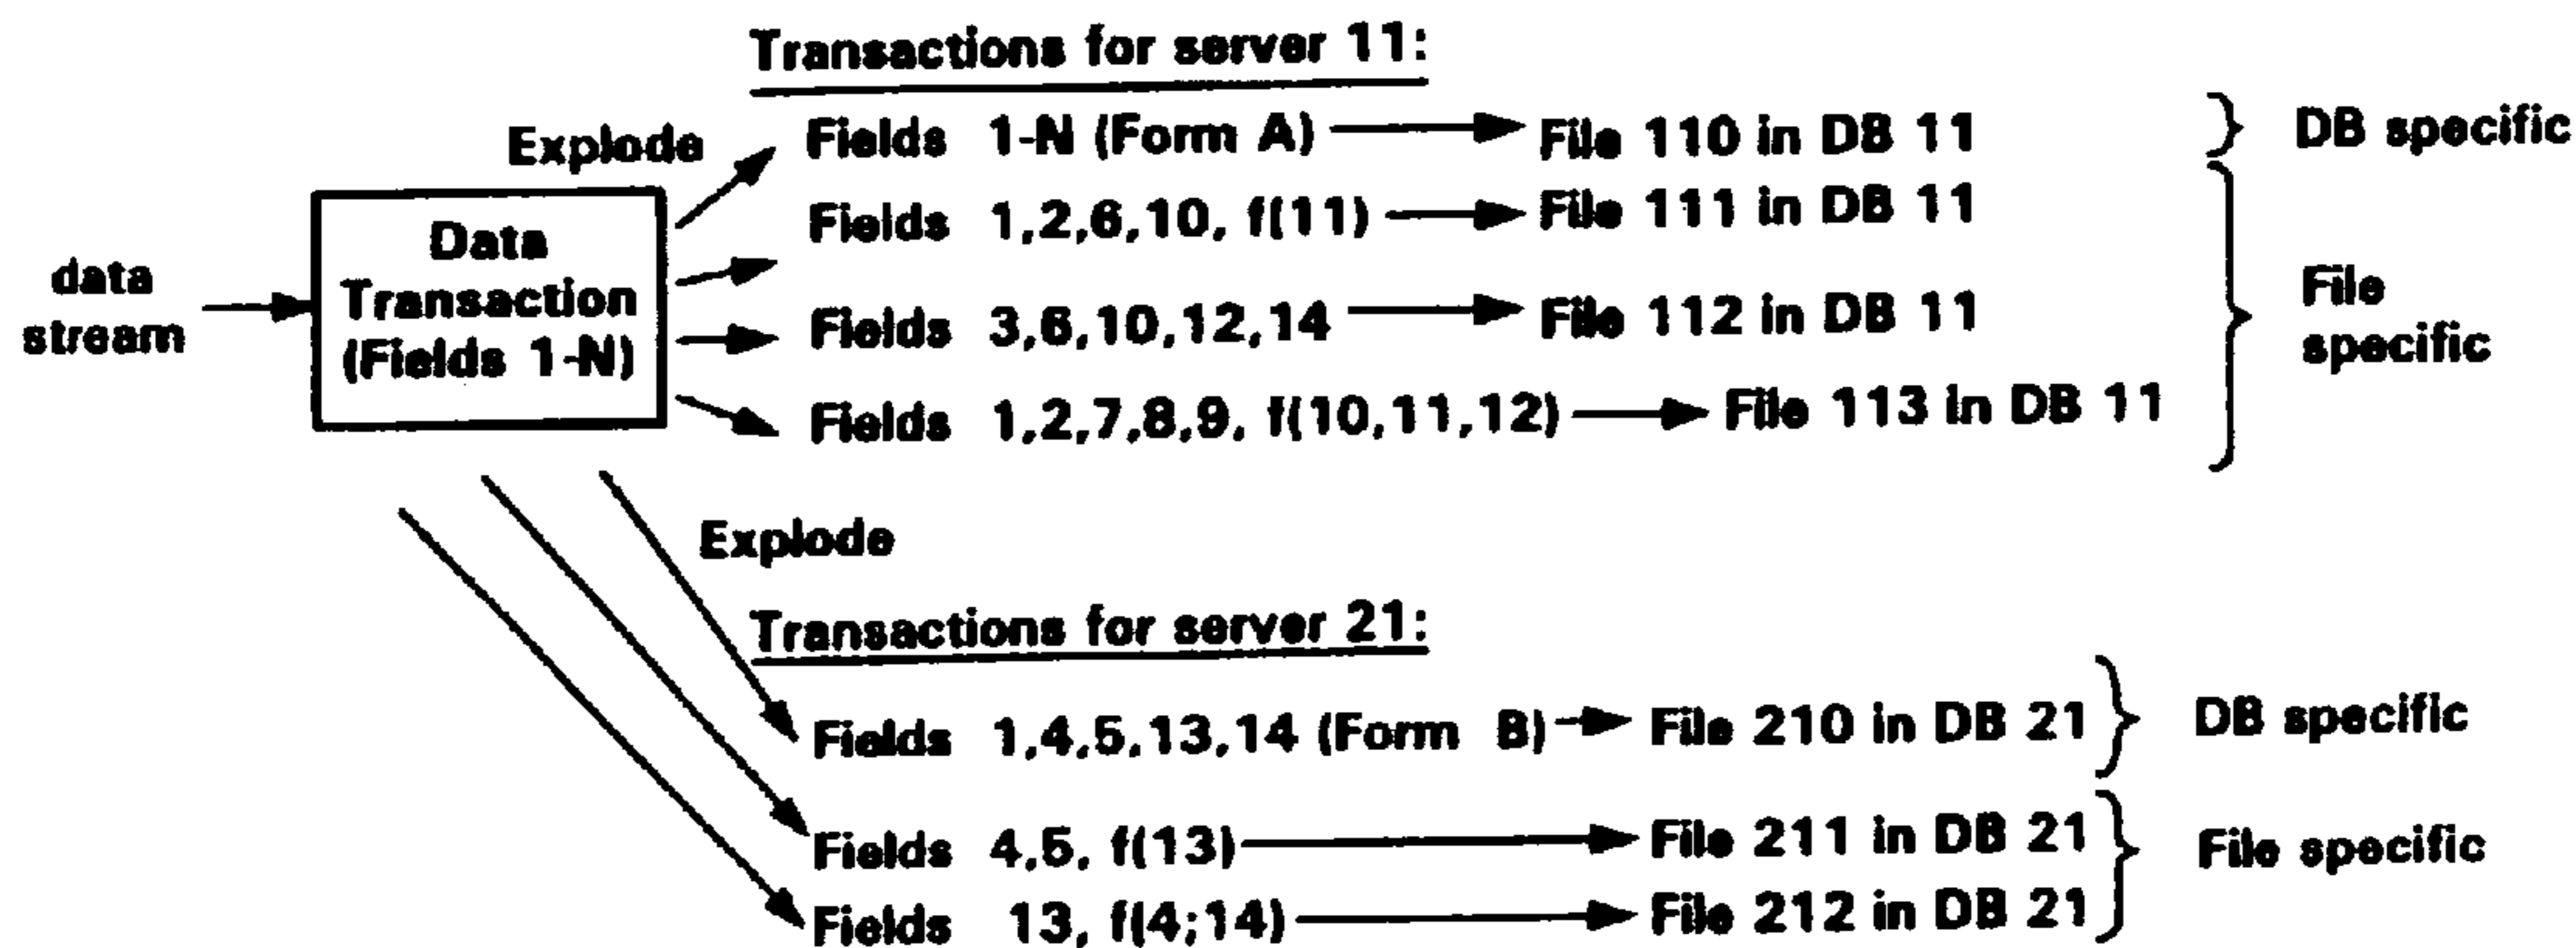 Transactions for server 11:
Explode
Fields 1-N (Form A)
File 110 in DB 11
DB specific
data
stream
Data
Transaction
(Fields 1-N)
Fields 1,2,6,10, f(11)
File 111 in DB 11
Fields 3,6,10,12,14
File 112 in DB 11
Fields 1,2,7,8,9, f(10,11,12)
File 113 in DB 11
File
specific
Explode
Transactions for server 21:
Fields 1,4,5,13,14 (Form B)
File 210 in DB 21
DB specific
Fields 4,5, f(13)
File 211 in DB 21
File specific
Fields 13, f(4;14)
File 212 in DB 21